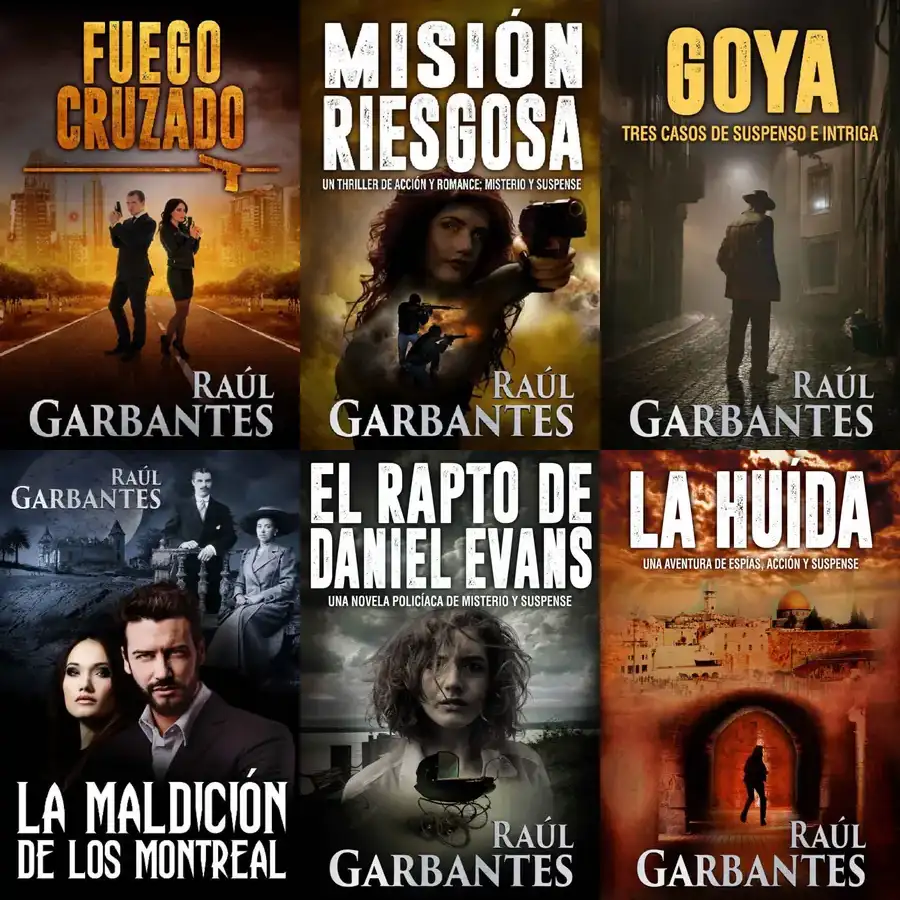 FUEGO
CRUZADO
RAÚL
GARBANTES
MISIÓN
RIESGOSA
UN THRILLER DE ACCIÓN Y ROMANCE; MISTERIO Y SUSPENSE
RAÚL
GARBANTES
GOYA
TRES CASOS DE SUSPENSO E INTRIGA
RAÚL
GARBANTES
RAÚL
GARBANTES
LA MALDICIÓN
DE LOS MONTREAL
EL RAPTO DE
DANIEL EVANS
UNA NOVELA POLICÍACA DE MISTERIO Y SUSPENSE
RAÚL
GARBANTES
LA HUÍDA
UNA AVENTURA DE ESPÍAS, ACCIÓN Y SUSPENSE
RAÚL
GARBANTES